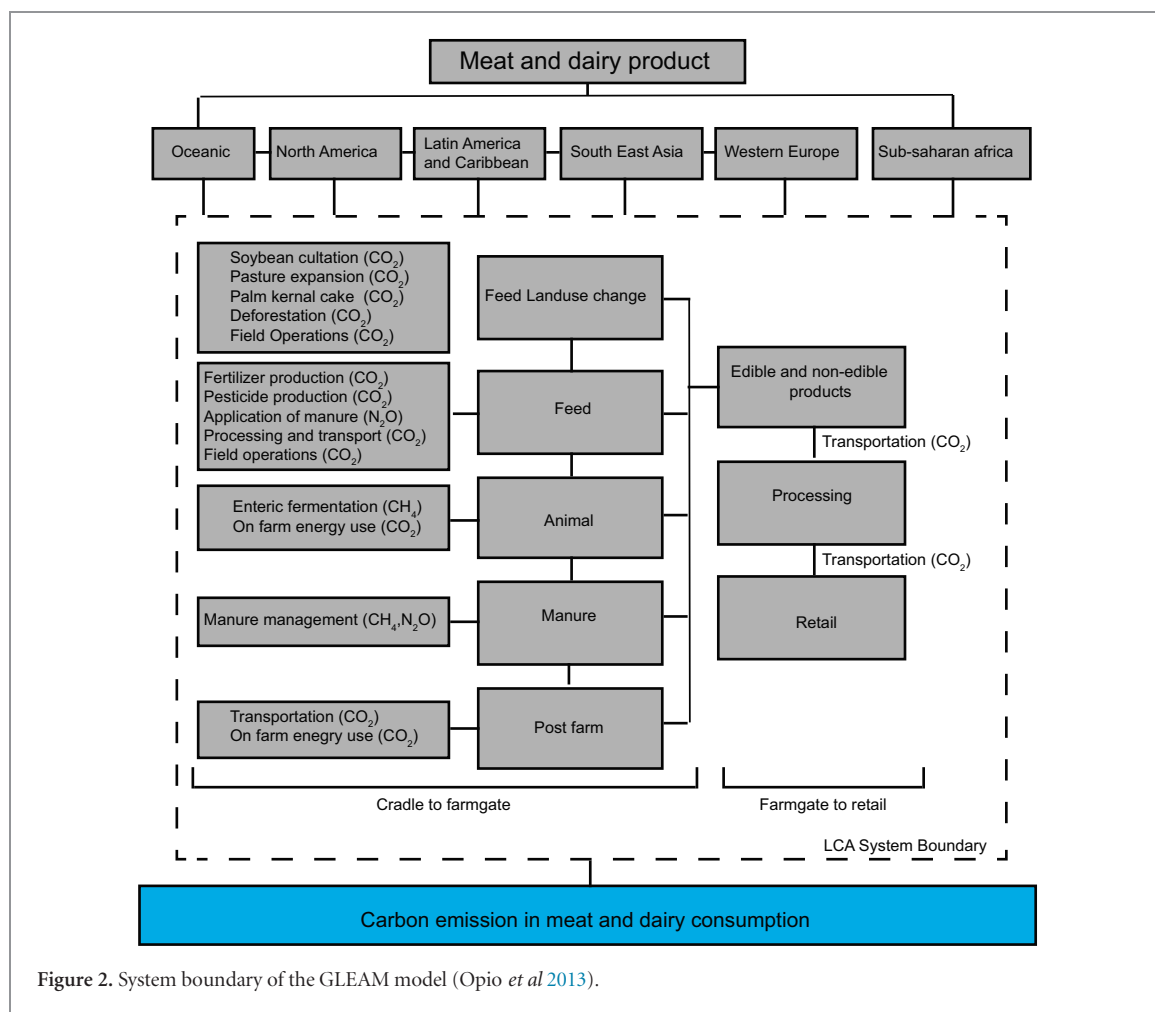 Meat and dairy product
Oceanic
North America
Latin America
and Caribbean
South East Asia
Western Europe
Sub-saharan africa
Soybean cultation (CO₂)
Pasture expansion (CO₂)
Palm kernal cake (CO₂)
Deforestation (CO₂)
Field Operations (CO₂)
Feed Landuse change
Fertilizer production (CO₂)
Pesticide production (CO₂)
Application of manure (N₂O)
Processing and transport (CO₂)
Field operations (CO₂)
Feed
Enteric fermentation (CH₄)
On farm energy use (CO₂)
Animal
Manure management (CH₄,N₂O)
Manure
Transportation (CO₂)
On farm enegry use (CO₂)
Post farm
Edible and non-edible
products
Transportation (CO₂)
Processing
Transportation (CO₂)
Retail
Cradle to farmgate
Farmgate to retail
LCA System Boundary
Carbon emission in meat and dairy consumption
Figure 2. System boundary of the GLEAM model (Opio et al 2013).